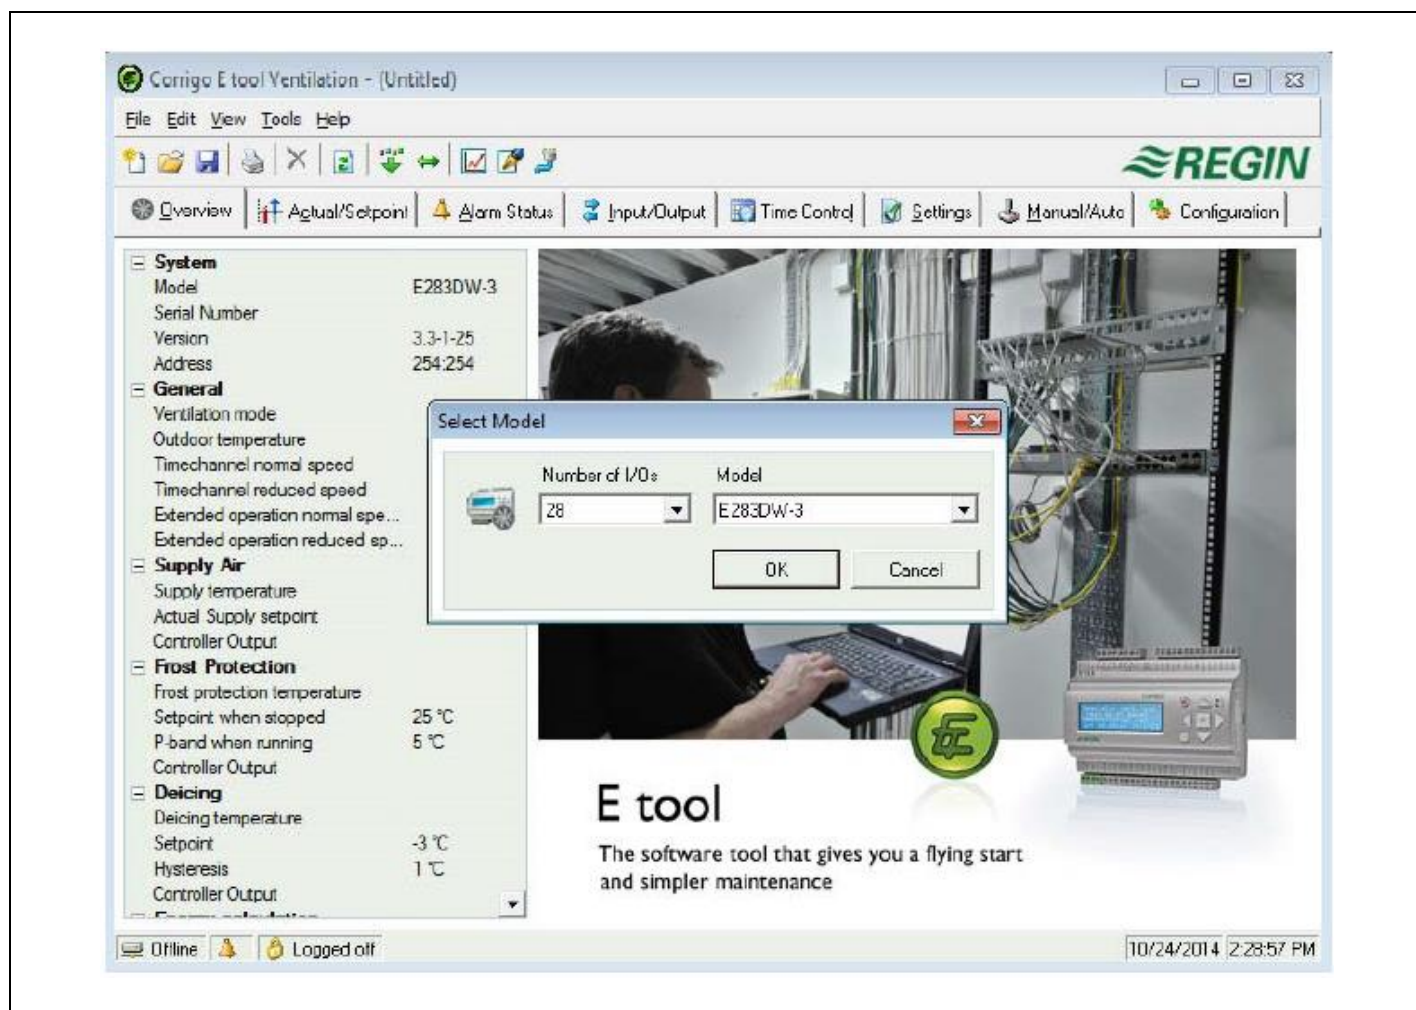 Corrigo E tool Ventilation - (Untitled)
File Edit View Tools Help
REGIN
Overview Actual/Setpoint Alarm Status Input/Output Time Control Settings Manual/Auto Configuration
System
Model E283DW-3
Serial Number
Version 3.3-1-25
Address 254:254
General
Ventilation mode
Outdoor temperature
Timechannel normal speed
Timechannel reduced speed
Extended operation normal spe...
Extended operation reduced sp...
Supply Air
Supply temperature
Actual Supply setpoint
Controller Output
Frost Protection
Frost protection temperature
Setpoint when stopped 25 °C
P-band when running 5 °C
Controller Output
Deicing
Deicing temperature
Setpoint -3 °C
Hysteresis 1 °C
Controller Output
Select Model
Number of I/Os Model
28 E283DW-3
OK Cancel
E tool
The software tool that gives you a flying start
and simpler maintenance
Offline Logged off 10/24/2014 2:28:57 PM